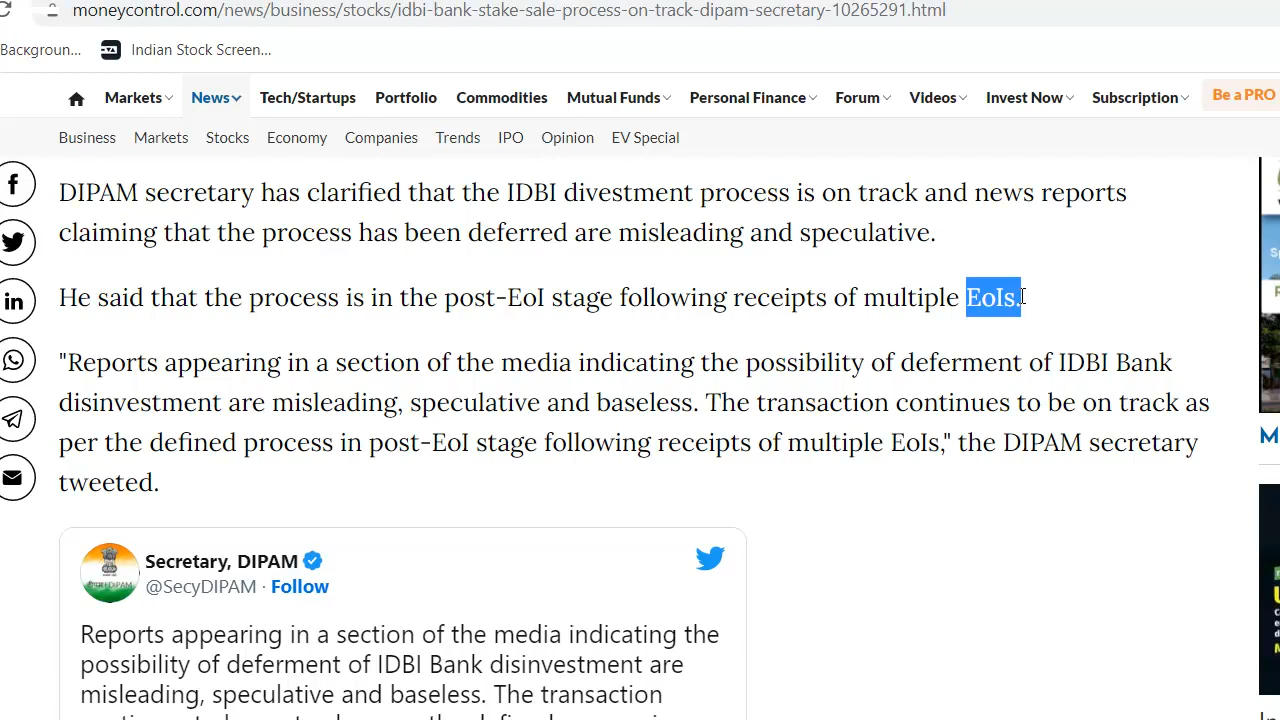 moneycontrol.com/news/business/stocks/idbi-bank-stake-sale-process-on-track-dipam-secretary-10265291.html
Backgroun... Indian Stock Screen...
Markets News Tech/Startups Portfolio Commodities Mutual Funds Personal Finance Forum Videos Invest Now Subscription Be a PRO
Business Markets Stocks Economy Companies Trends IPO Opinion EV Special
DIPAM secretary has clarified that the IDBI divestment process is on track and news reports
claiming that the process has been deferred are misleading and speculative.
He said that the process is in the post-EoI stage following receipts of multiple EoIs.
"Reports appearing in a section of the media indicating the possibility of deferment of IDBI Bank
disinvestment are misleading, speculative and baseless. The transaction continues to be on track as
per the defined process in post-EoI stage following receipts of multiple EoIs," the DIPAM secretary
tweeted.
Secretary, DIPAM
@SecyDIPAM · Follow
Reports appearing in a section of the media indicating the
possibility of deferment of IDBI Bank disinvestment are
misleading, speculative and baseless. The transaction